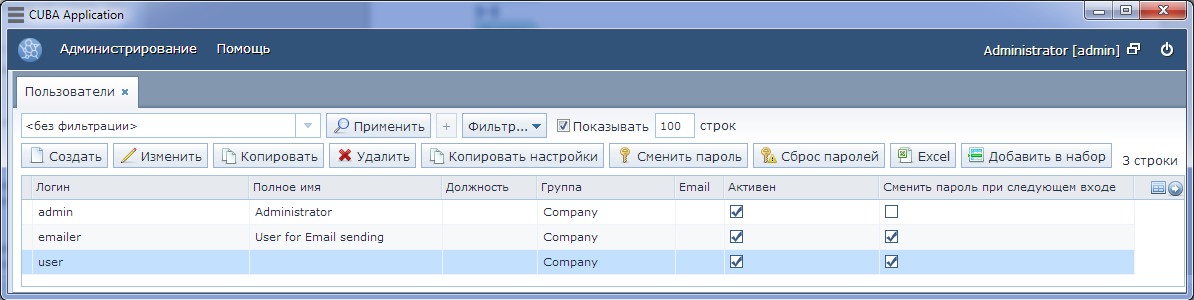 CUBA Application
Администрирование Помощь Administrator [admin]
Пользователи ×
<без фильтрации> Применить + Фильтр... Показывать 100 строк
Создать Изменить Копировать Удалить Копировать настройки Сменить пароль Сброс паролей Excel Добавить в набор 3 строки
Логин Полное имя Должность Группа Email Активен Сменить пароль при следующем входе
admin Administrator Company
emailer User for Email sending Company
user Company